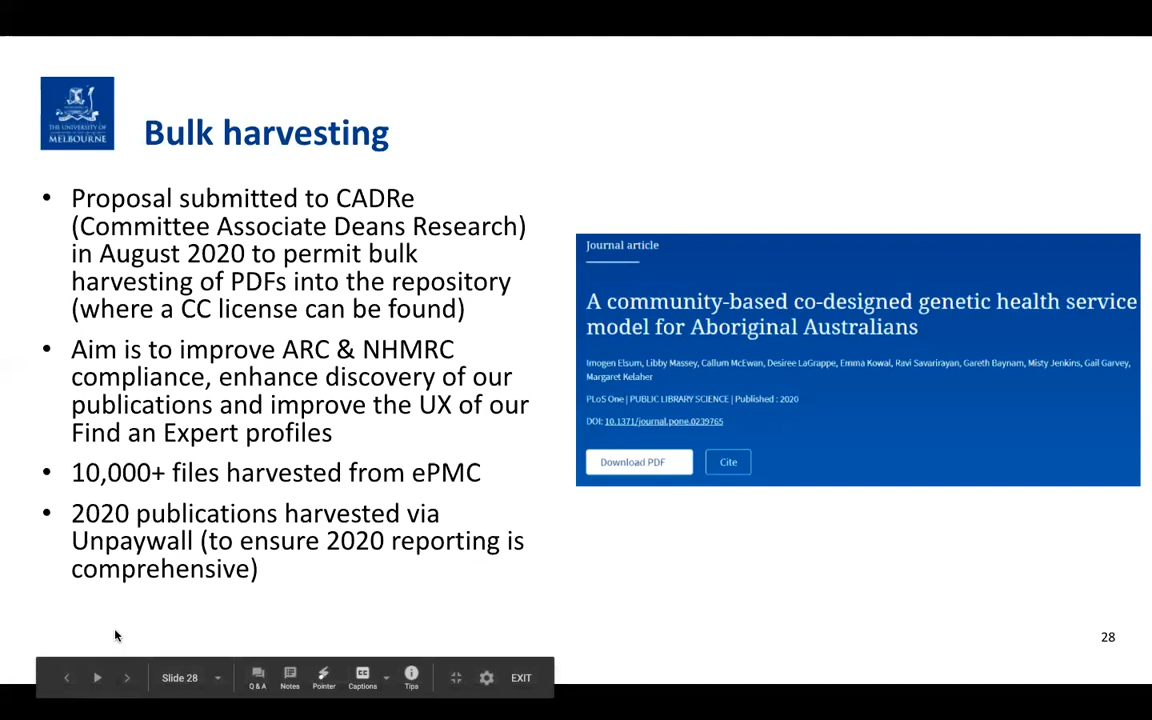 THE UNIVERSITY OF
MELBOURNE
Bulk harvesting
• Proposal submitted to CADRe
(Committee Associate Deans Research)
in August 2020 to permit bulk
harvesting of PDFs into the repository
(where a CC license can be found)
• Aim is to improve ARC & NHMRC
compliance, enhance discovery of our
publications and improve the UX of our
Find an Expert profiles
• 10,000+ files harvested from ePMC
• 2020 publications harvested via
Unpaywall (to ensure 2020 reporting is
comprehensive)
Journal article
A community-based co-designed genetic health service
model for Aboriginal Australians
Imogen Elsum, Libby Massey, Callum McEwan, Desiree LaGrappe, Emma Kowal, Ravi Savarirayan, Gareth Baynam, Misty Jenkins, Gail Garvey,
Margaret Kelaher
PLoS One | PUBLIC LIBRARY SCIENCE | Published : 2020
DOI: 10.1371/journal.pone.0239765
Download PDF Cite
28
Slide 28 Q & A Notes Pointer Captions Tips EXIT